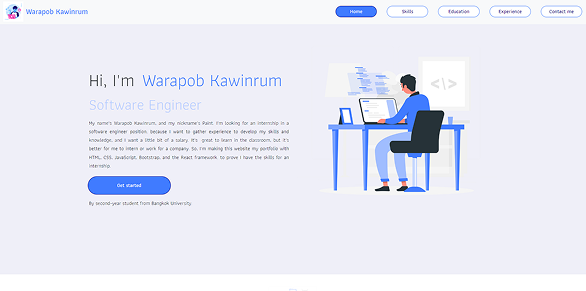 Warapob Kawinrum
Home
Skills
Education
Experience
Contact me
Hi, I'm Warapob Kawinrum
Software Engineer
My name's Warapob Kawinrum, and my nickname's Paint. I'm looking for an internship in a
software engineer position, because I want to gather experience to develop my skills and
knowledge, and I want a little bit of a salary. It's great to learn in the classroom, but it's
better for me to intern or work for a company. So, I'm making this website my portfolio with
HTML, CSS, JavaScript, Bootstrap, and the React framework to prove I have the skills for an
internship.
Get started
By second-year student from Bangkok University
</>